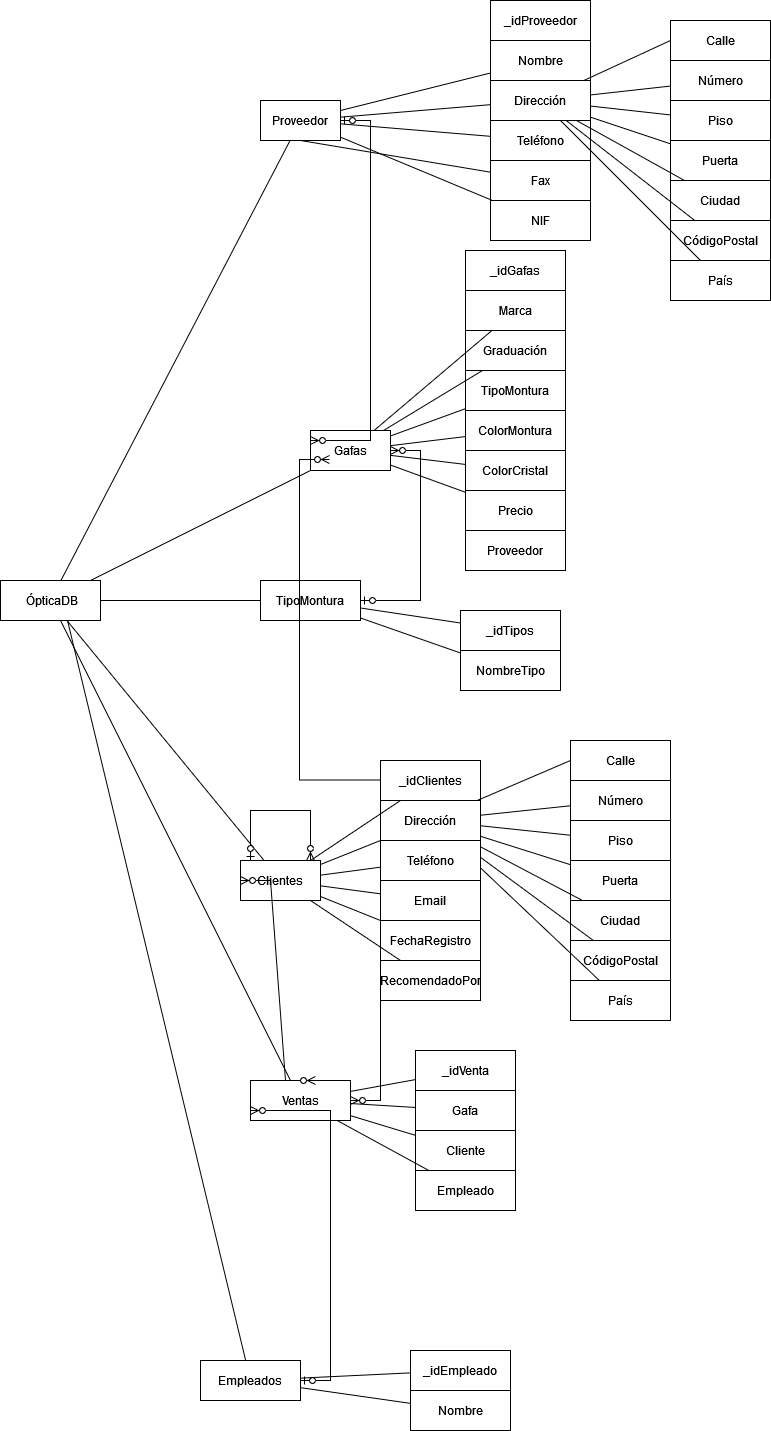 _idProveedor
Nombre
Dirección
Teléfono
Fax
NIF
Calle
Número
Piso
Puerta
Ciudad
CódigoPostal
País
Proveedor
_idGafas
Marca
Graduación
TipoMontura
ColorMontura
ColorCristal
Precio
Proveedor
Gafas
ÓpticaDB
TipoMontura
_idTipos
NombreTipo
_idClientes
Dirección
Teléfono
Email
FechaRegistro
RecomendadoPor
Calle
Número
Piso
Puerta
Ciudad
CódigoPostal
País
Clientes
Ventas
_idVenta
Gafa
Cliente
Empleado
Empleados
_idEmpleado
Nombre